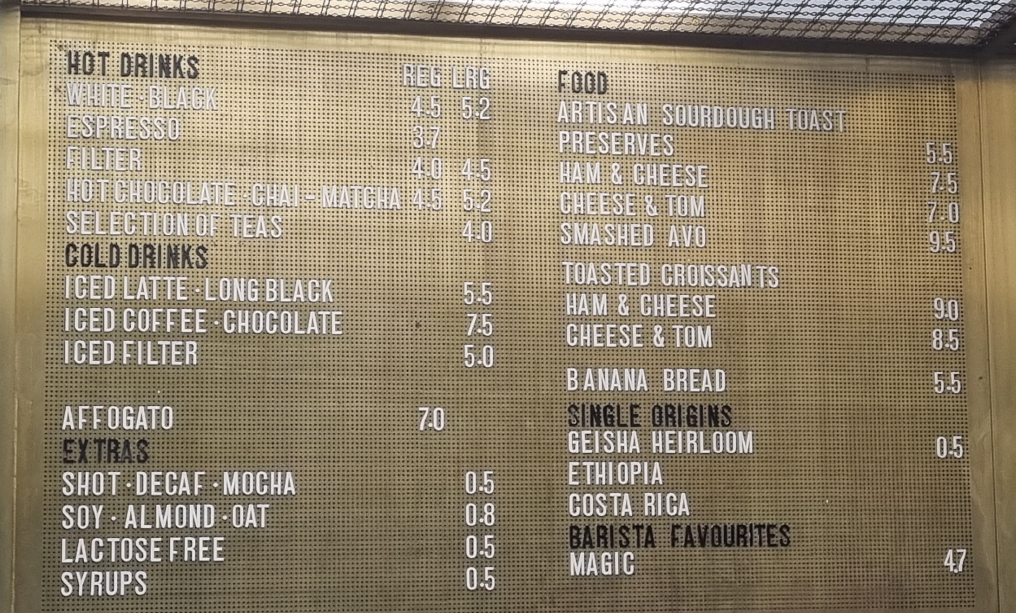 HOT DRINKS REG LRG
WHITE · BLACK 4.5 5.2
ESPRESSO 3.7
FILTER 4.0 4.5
HOT CHOCOLATE · CHAI - MATCHA 4.5 5.2
SELECTION OF TEAS 4.0
COLD DRINKS
ICED LATTE · LONG BLACK 5.5
ICED COFFEE · CHOCOLATE 7.5
ICED FILTER 5.0
AFFOGATO 7.0
EXTRAS
SHOT · DECAF · MOCHA 0.5
SOY · ALMOND · OAT 0.8
LACTOSE FREE 0.5
SYRUPS 0.5
FOOD
ARTISAN SOURDOUGH TOAST
PRESERVES 5.5
HAM & CHEESE 7.5
CHEESE & TOM 7.0
SMASHED AVO 9.5
TOASTED CROISSANTS
HAM & CHEESE 9.0
CHEESE & TOM 8.5
BANANA BREAD 5.5
SINGLE ORIGINS
GEISHA HEIRLOOM 0.5
ETHIOPIA
COSTA RICA
BARISTA FAVOURITES
MAGIC 4.7